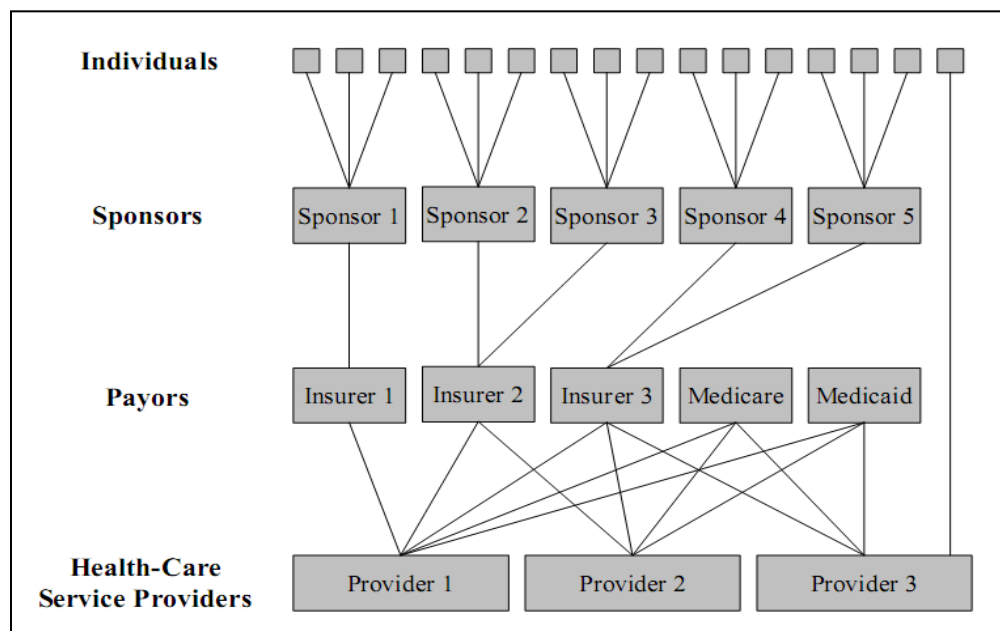 Individuals
Sponsors
Sponsor 1
Sponsor 2
Sponsor 3
Sponsor 4
Sponsor 5
Payors
Insurer 1
Insurer 2
Insurer 3
Medicare
Medicaid
Health-Care
Service Providers
Provider 1
Provider 2
Provider 3